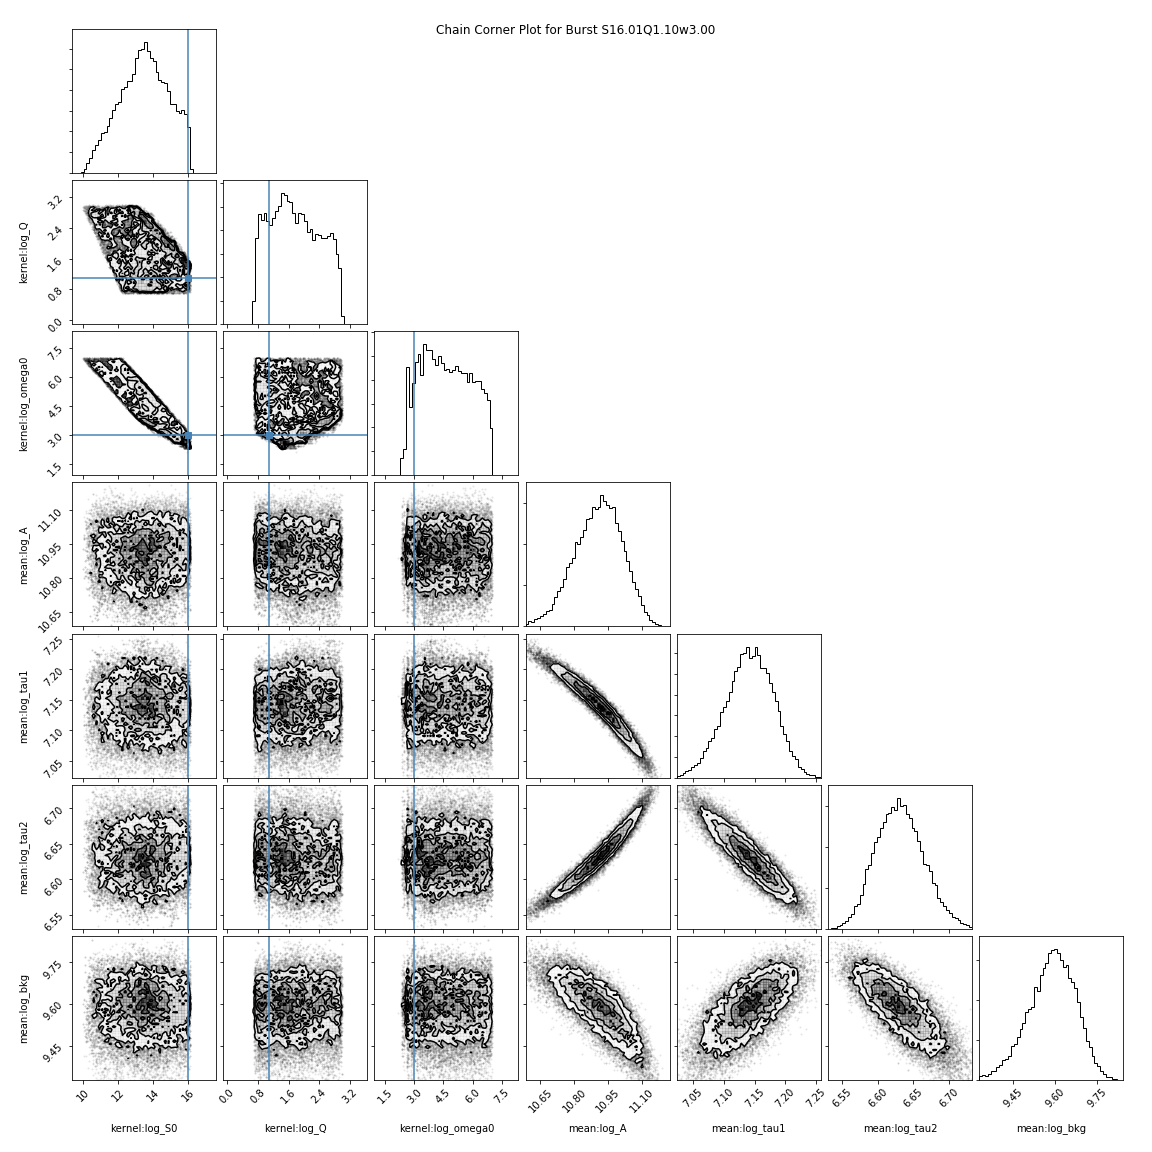 Chain Corner Plot for Burst S16.01Q1.10w3.00
kernel:log_Q
3.2
2.4
1.6
0.8
0.0
kernel:log_omega0
7.5
6.0
4.5
3.0
1.5
mean:log_A
11.10
10.95
10.80
10.65
mean:log_tau1
7.25
7.20
7.15
7.10
7.05
mean:log_tau2
6.70
6.65
6.60
6.55
mean:log_bkg
9.75
9.60
9.45
10 12 14 16 0.0 0.8 1.6 2.4 3.2 1.5 3.0 4.5 6.0 7.5 10.65 10.80 10.95 11.10 7.05 7.10 7.15 7.20 7.25 6.55 6.60 6.65 6.70 9.45 9.60 9.75
kernel:log_S0 kernel:log_Q kernel:log_omega0 mean:log_A mean:log_tau1 mean:log_tau2 mean:log_bkg